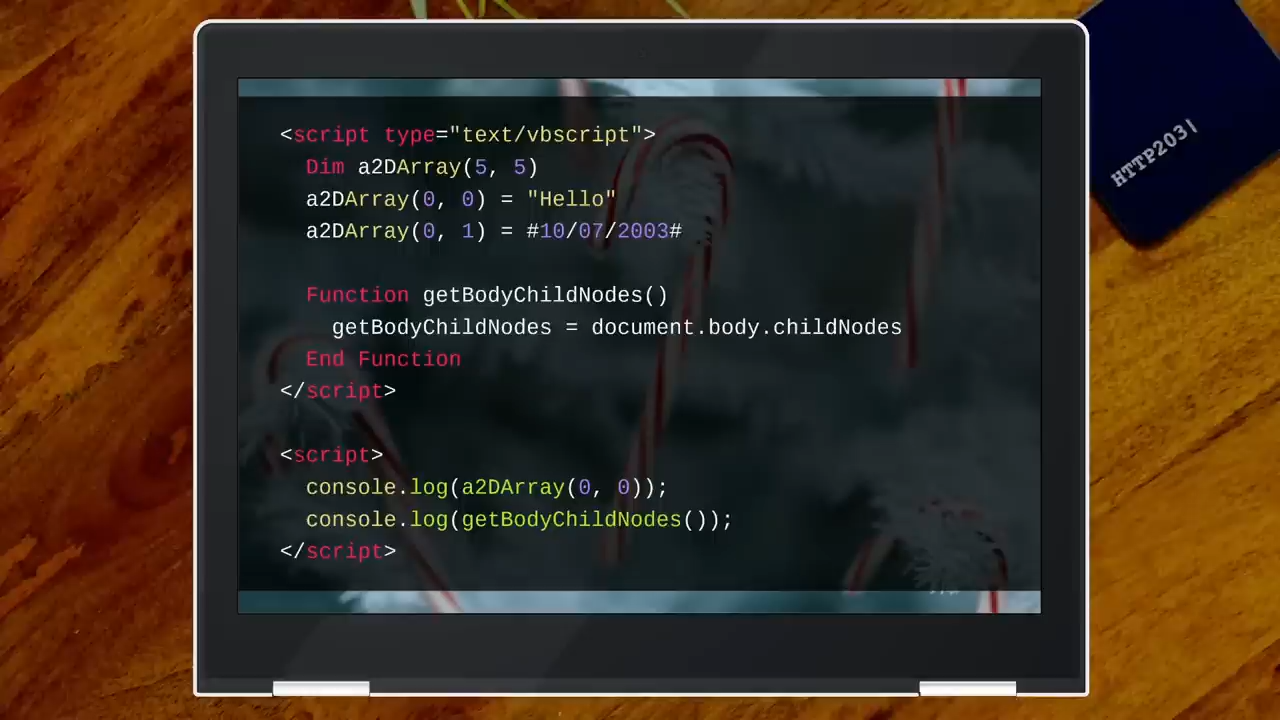 <script type="text/vbscript">
  Dim a2DArray(5, 5)
  a2DArray(0, 0) = "Hello"
  a2DArray(0, 1) = #10/07/2003#

  Function getBodyChildNodes()
    getBodyChildNodes = document.body.childNodes
  End Function
</script>

<script>
  console.log(a2DArray(0, 0));
  console.log(getBodyChildNodes());
</script>
HTTP203|